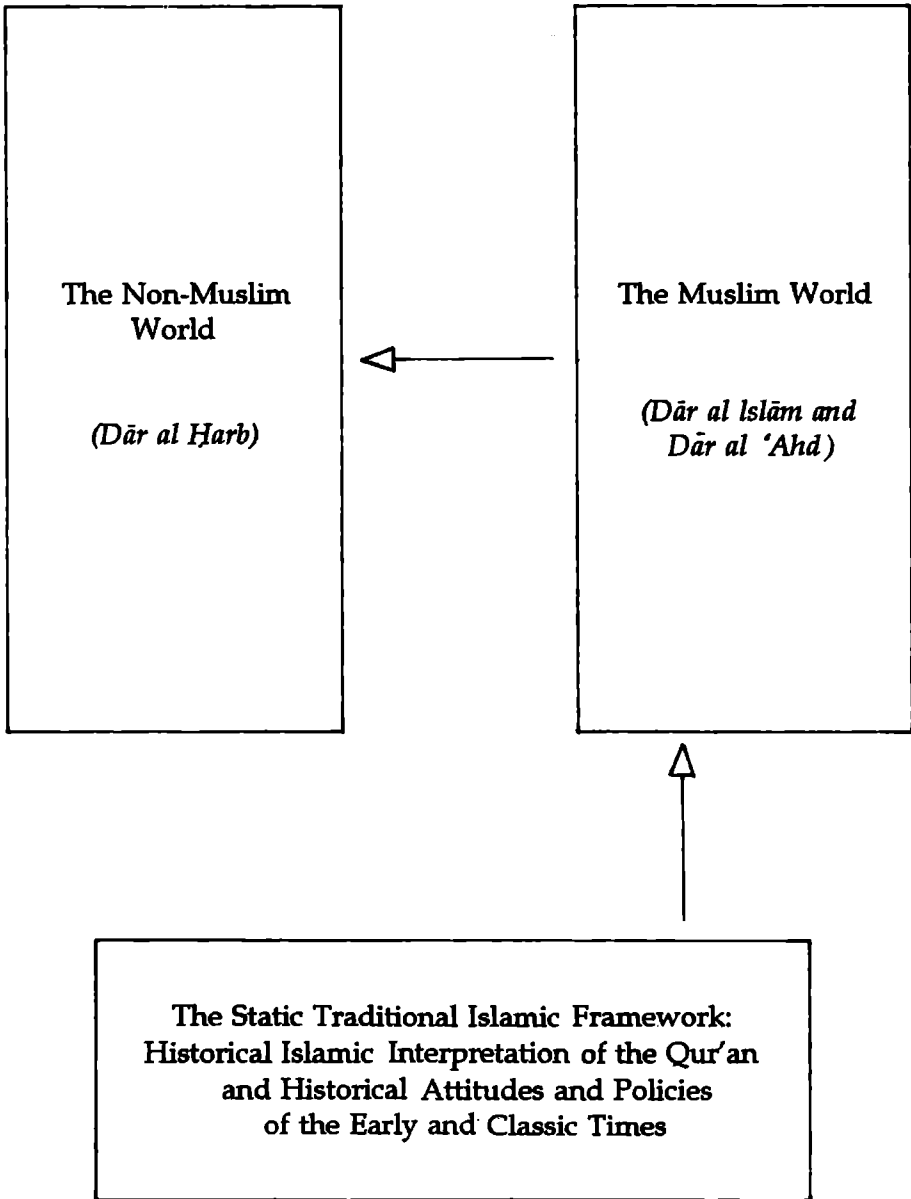 The Non-Muslim
World
(Dār al Ḥarb)
The Muslim World
(Dār al Islām and
Dār al ‘Ahd)
The Static Traditional Islamic Framework:
Historical Islamic Interpretation of the Qur'an
and Historical Attitudes and Policies
of the Early and Classic Times